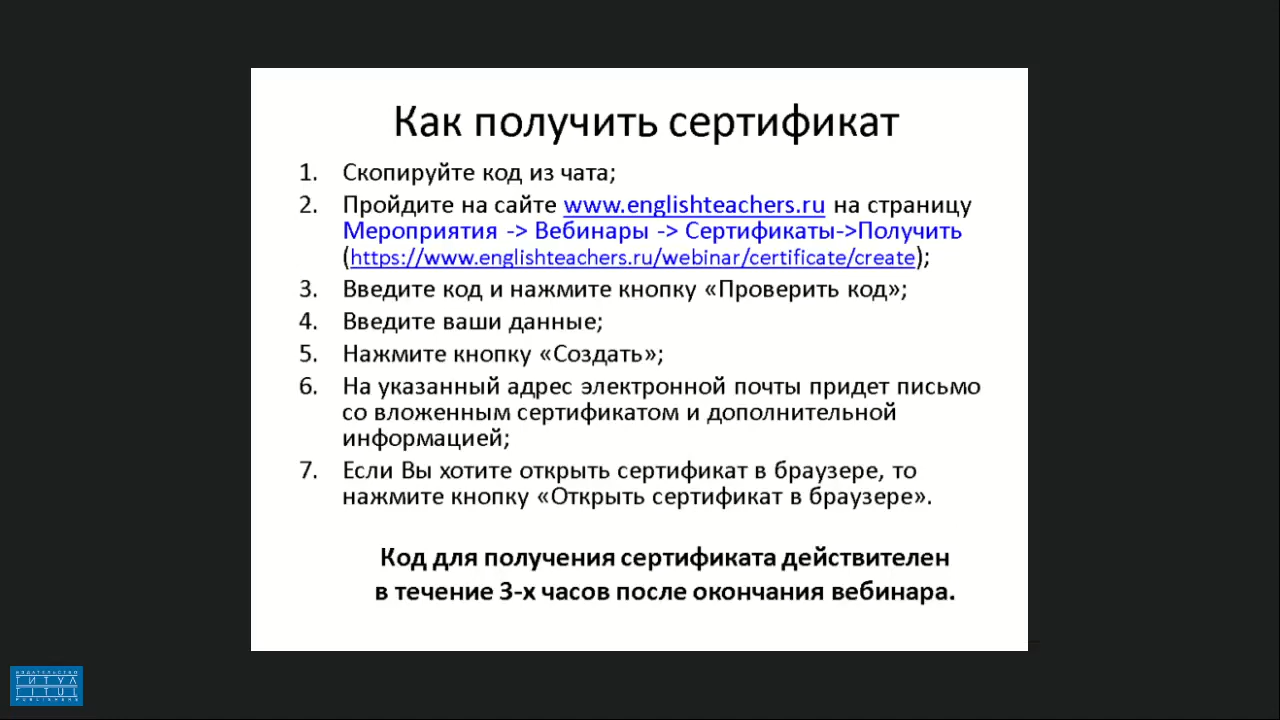 Как получить сертификат
1. Скопируйте код из чата;
2. Пройдите на сайте www.englishteachers.ru на страницу
Мероприятия -> Вебинары -> Сертификаты->Получить
(https://www.englishteachers.ru/webinar/certificate/create);
3. Введите код и нажмите кнопку «Проверить код»;
4. Введите ваши данные;
5. Нажмите кнопку «Создать»;
6. На указанный адрес электронной почты придет письмо
со вложенным сертификатом и дополнительной
информацией;
7. Если Вы хотите открыть сертификат в браузере, то
нажмите кнопку «Открыть сертификат в браузере».
Код для получения сертификата действителен
в течение 3-х часов после окончания вебинара.
ИЗДАТЕЛЬСТВО
ТИТУЛ
TITUL
PUBLISHERS